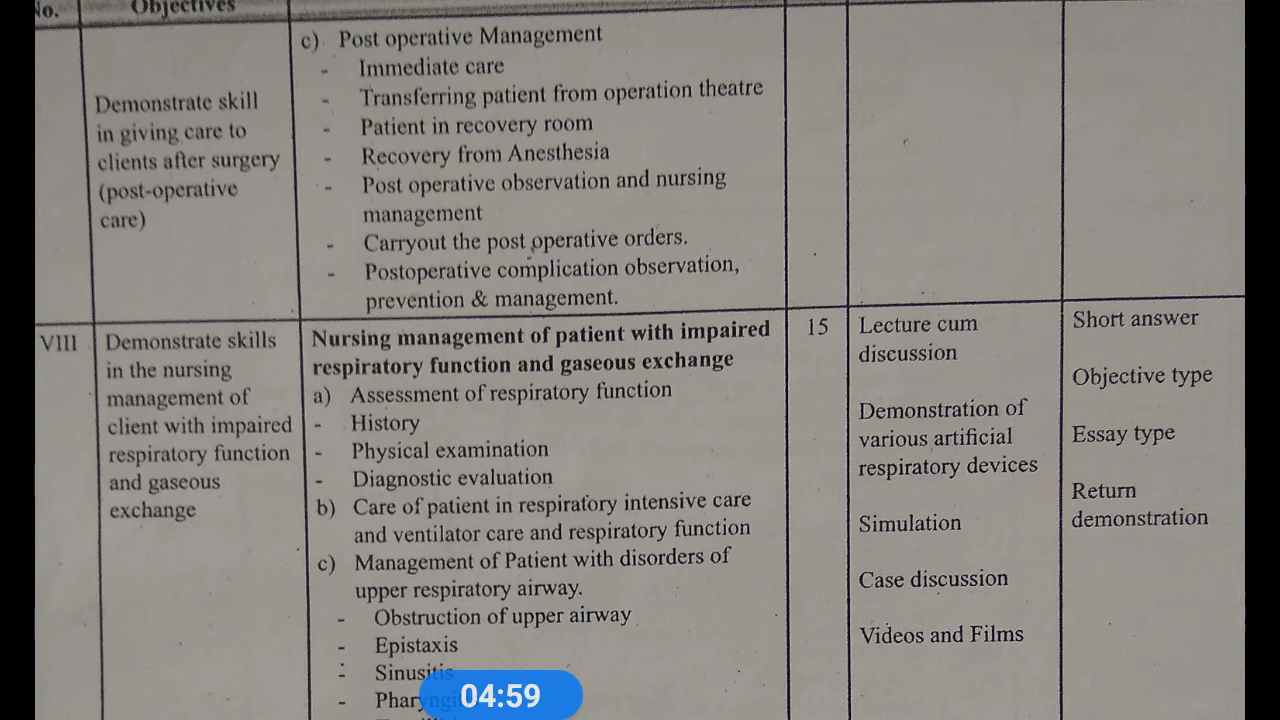 No.
Objectives
Demonstrate skill
in giving care to
clients after surgery
(post-operative
care)
c) Post operative Management
- Immediate care
- Transferring patient from operation theatre
- Patient in recovery room
- Recovery from Anesthesia
- Post operative observation and nursing
management
- Carryout the post operative orders.
- Postoperative complication observation,
prevention & management.
VIII
Demonstrate skills
in the nursing
management of
client with impaired
respiratory function
and gaseous
exchange
Nursing management of patient with impaired
respiratory function and gaseous exchange
a) Assessment of respiratory function
- History
- Physical examination
- Diagnostic evaluation
b) Care of patient in respiratory intensive care
and ventilator care and respiratory function
c) Management of Patient with disorders of
upper respiratory airway.
- Obstruction of upper airway
- Epistaxis
- Sinusitis
15
Lecture cum
discussion
Demonstration of
various artificial
respiratory devices
Simulation
Case discussion
Videos and Films
Short answer
Objective type
Essay type
Return
demonstration
04:59